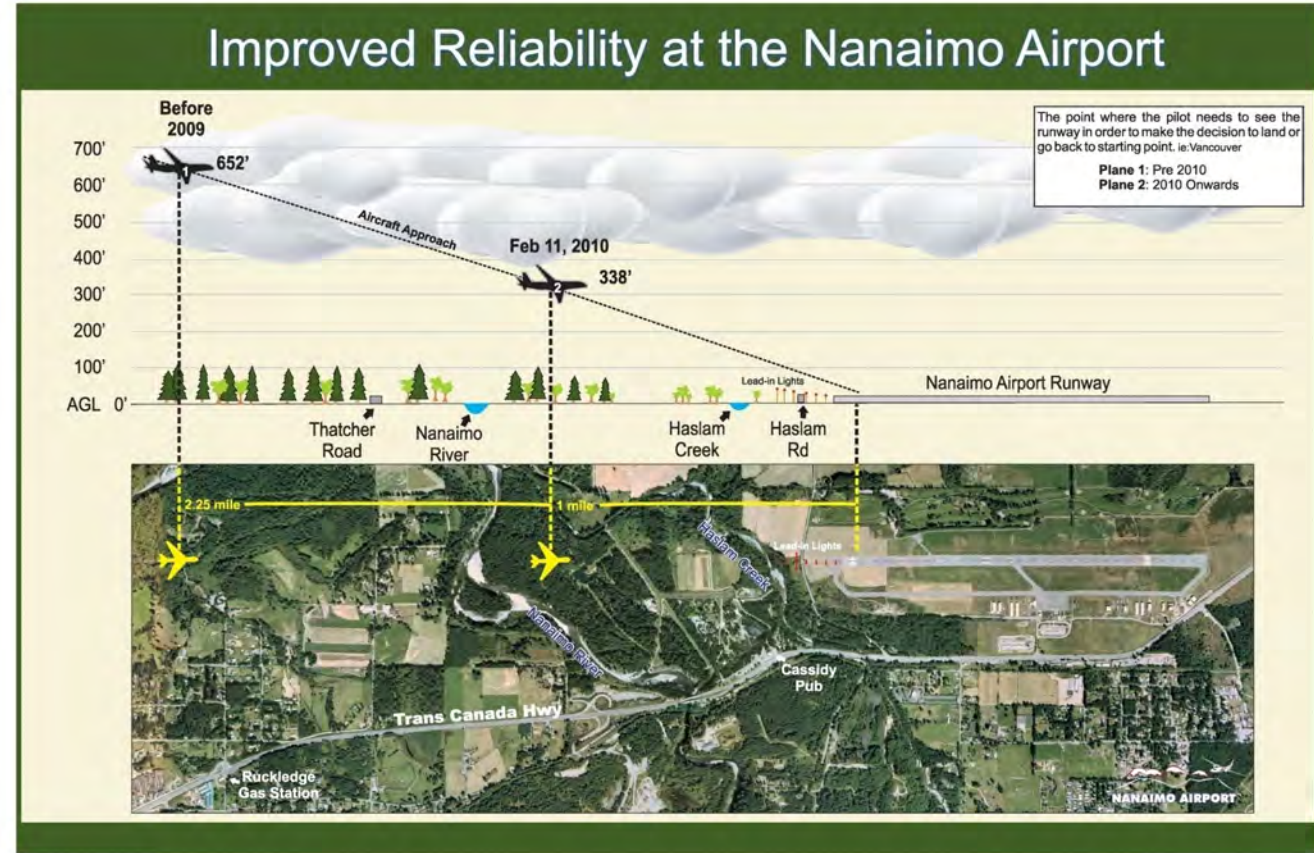 Improved Reliability at the Nanaimo Airport
Before
2009
The point where the pilot needs to see the
runway in order to make the decision to land or
go back to starting point. ie:Vancouver
Plane 1: Pre 2010
Plane 2: 2010 Onwards
700'
600'
500'
400'
300'
200'
100'
AGL 0'
1
652'
Aircraft Approach
Feb 11, 2010
2
338'
Lead-in Lights
Nanaimo Airport Runway
Thatcher
Road
Nanaimo
River
Haslam
Creek
Haslam
Rd
2.25 mile
1 mile
Haslam Creek
Lead-in Lights
Nanaimo River
Cassidy
Pub
Trans Canada Hwy
Ruckledge
Gas Station
NANAIMO AIRPORT